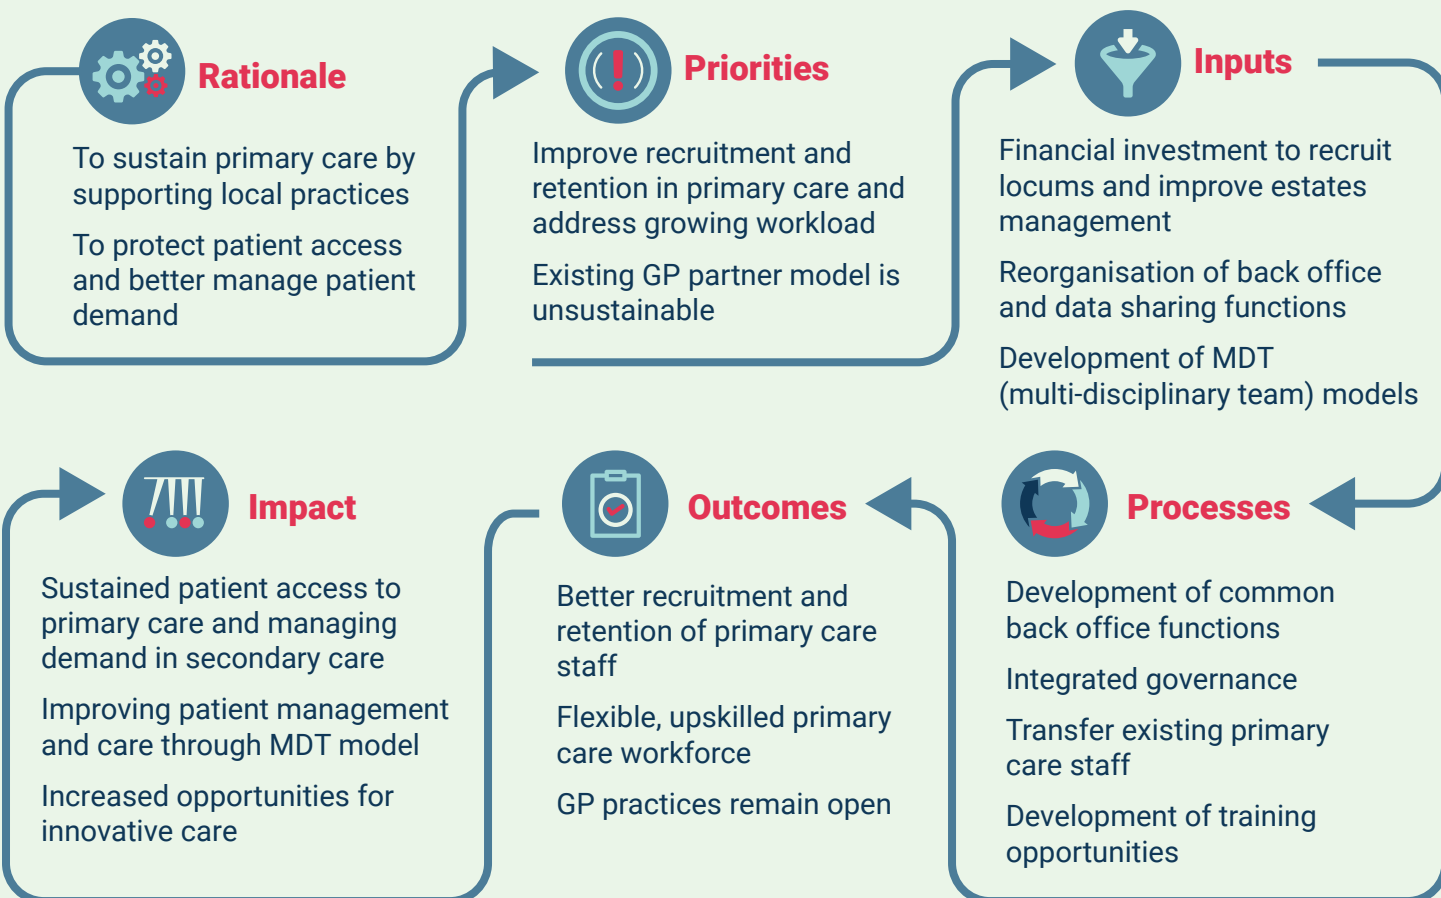 Rationale
To sustain primary care by
supporting local practices
To protect patient access
and better manage patient
demand
Priorities
Improve recruitment and
retention in primary care and
address growing workload
Existing GP partner model is
unsustainable
Inputs
Financial investment to recruit
locums and improve estates
management
Reorganisation of back office
and data sharing functions
Development of MDT
(multi-disciplinary team) models
Processes
Development of common
back office functions
Integrated governance
Transfer existing primary
care staff
Development of training
opportunities
Outcomes
Better recruitment and
retention of primary care
staff
Flexible, upskilled primary
care workforce
GP practices remain open
Impact
Sustained patient access to
primary care and managing
demand in secondary care
Improving patient management
and care through MDT model
Increased opportunities for
innovative care